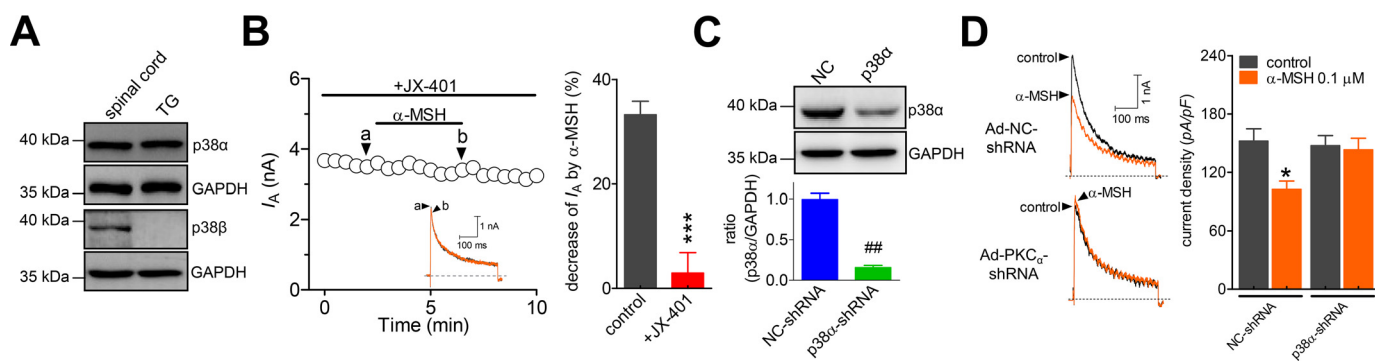 A
spinal cord
TG
40 kDa
p38α
35 kDa
GAPDH
40 kDa
p38β
35 kDa
GAPDH
B
+JX-401
α-MSH
a
b
6
4
2
0
I_A (nA)
a
b
1 nA
100 ms
0
5
10
Time (min)
decrease of I_A by α-MSH (%)
40
20
0
***
control
+JX-401
C
NC
p38α
40 kDa
p38α
35 kDa
GAPDH
ratio
(p38α/GAPDH)
1.0
0.5
0.0
##
NC-shRNA
p38α-shRNA
D
control
α-MSH
1 nA
100 ms
Ad-NC-
shRNA
α-MSH
control
Ad-PKCα-
shRNA
current density (pA/pF)
240
180
120
60
0
control
α-MSH 0.1 μM
*
NC-shRNA
p38α-shRNA